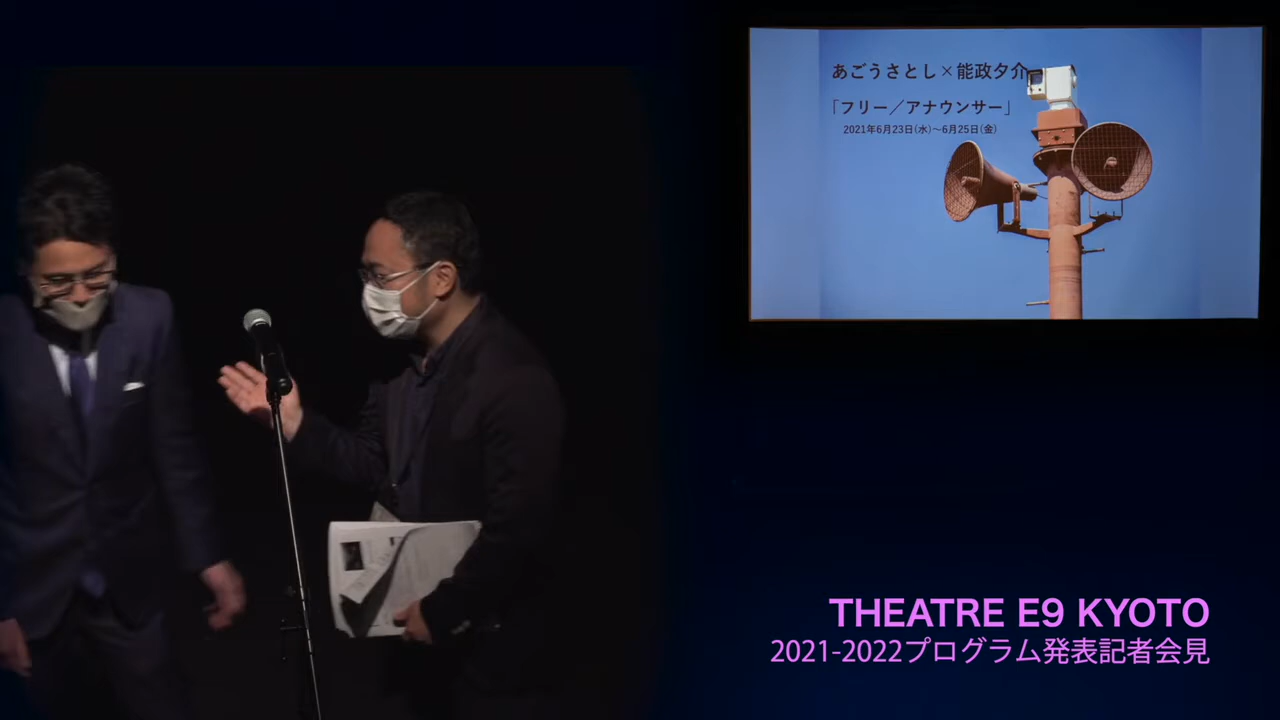 あごうさとし×能政夕介
「フリー／アナウンサー」
2021年6月23日(水)〜6月25日(金)
THEATRE E9 KYOTO
2021-2022プログラム発表記者会見